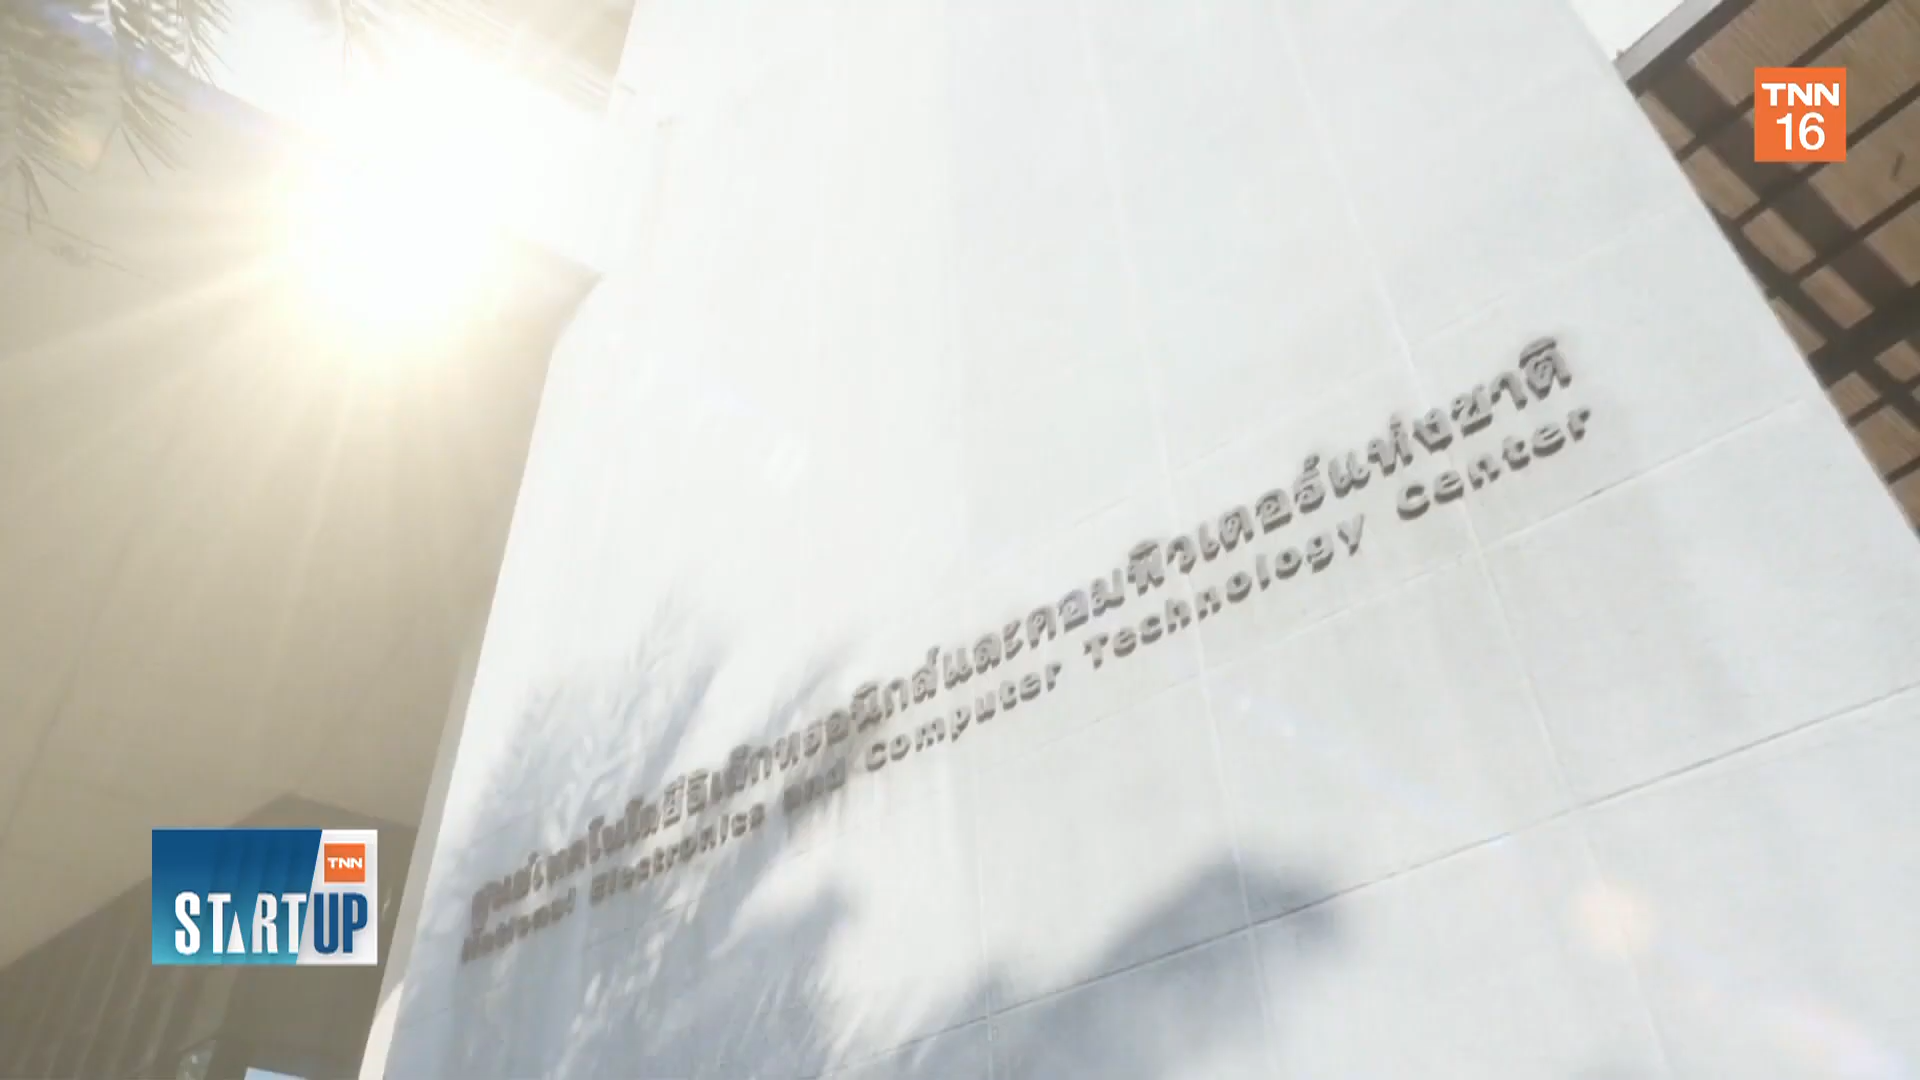 TNN
16
ศูนย์เทคโนโลยีอิเล็กทรอนิกส์และคอมพิวเตอร์แห่งชาติ
National Electronics and Computer Technology Center
TNN
STARTUP